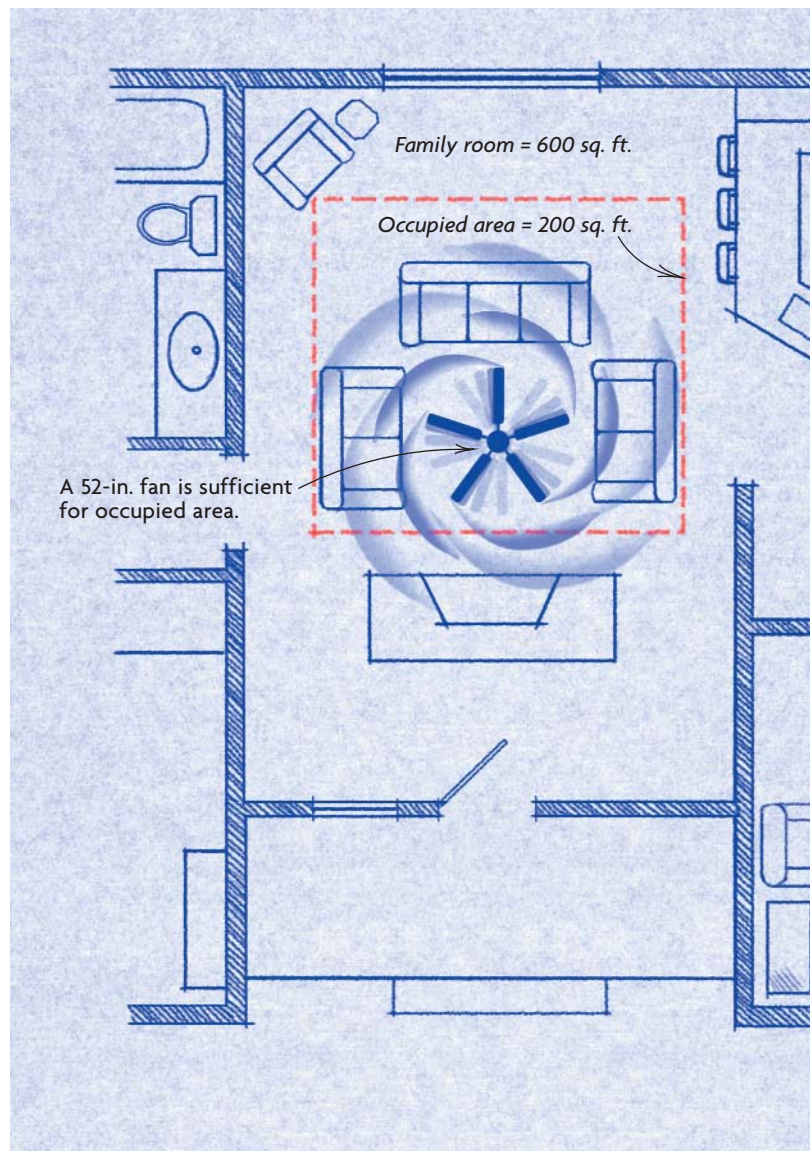 Family room = 600 sq. ft.
Occupied area = 200 sq. ft.
A 52-in. fan is sufficient
for occupied area.